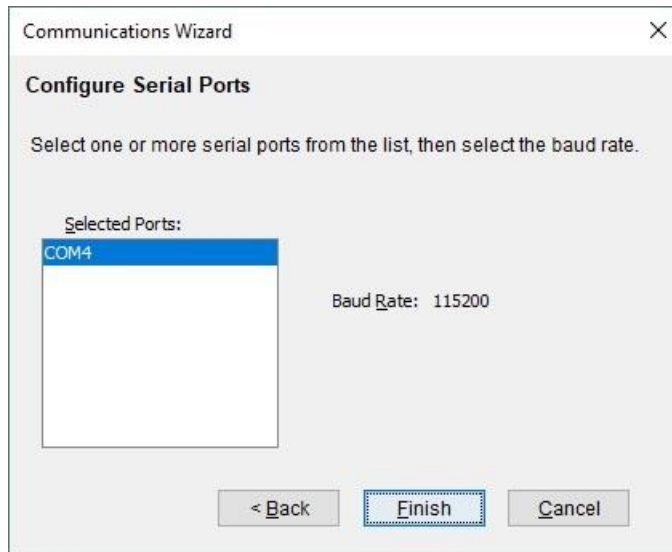 Communications Wizard
Configure Serial Ports
Select one or more serial ports from the list, then select the baud rate.
Selected Ports:
COM4
Baud Rate: 115200
< Back
Finish
Cancel